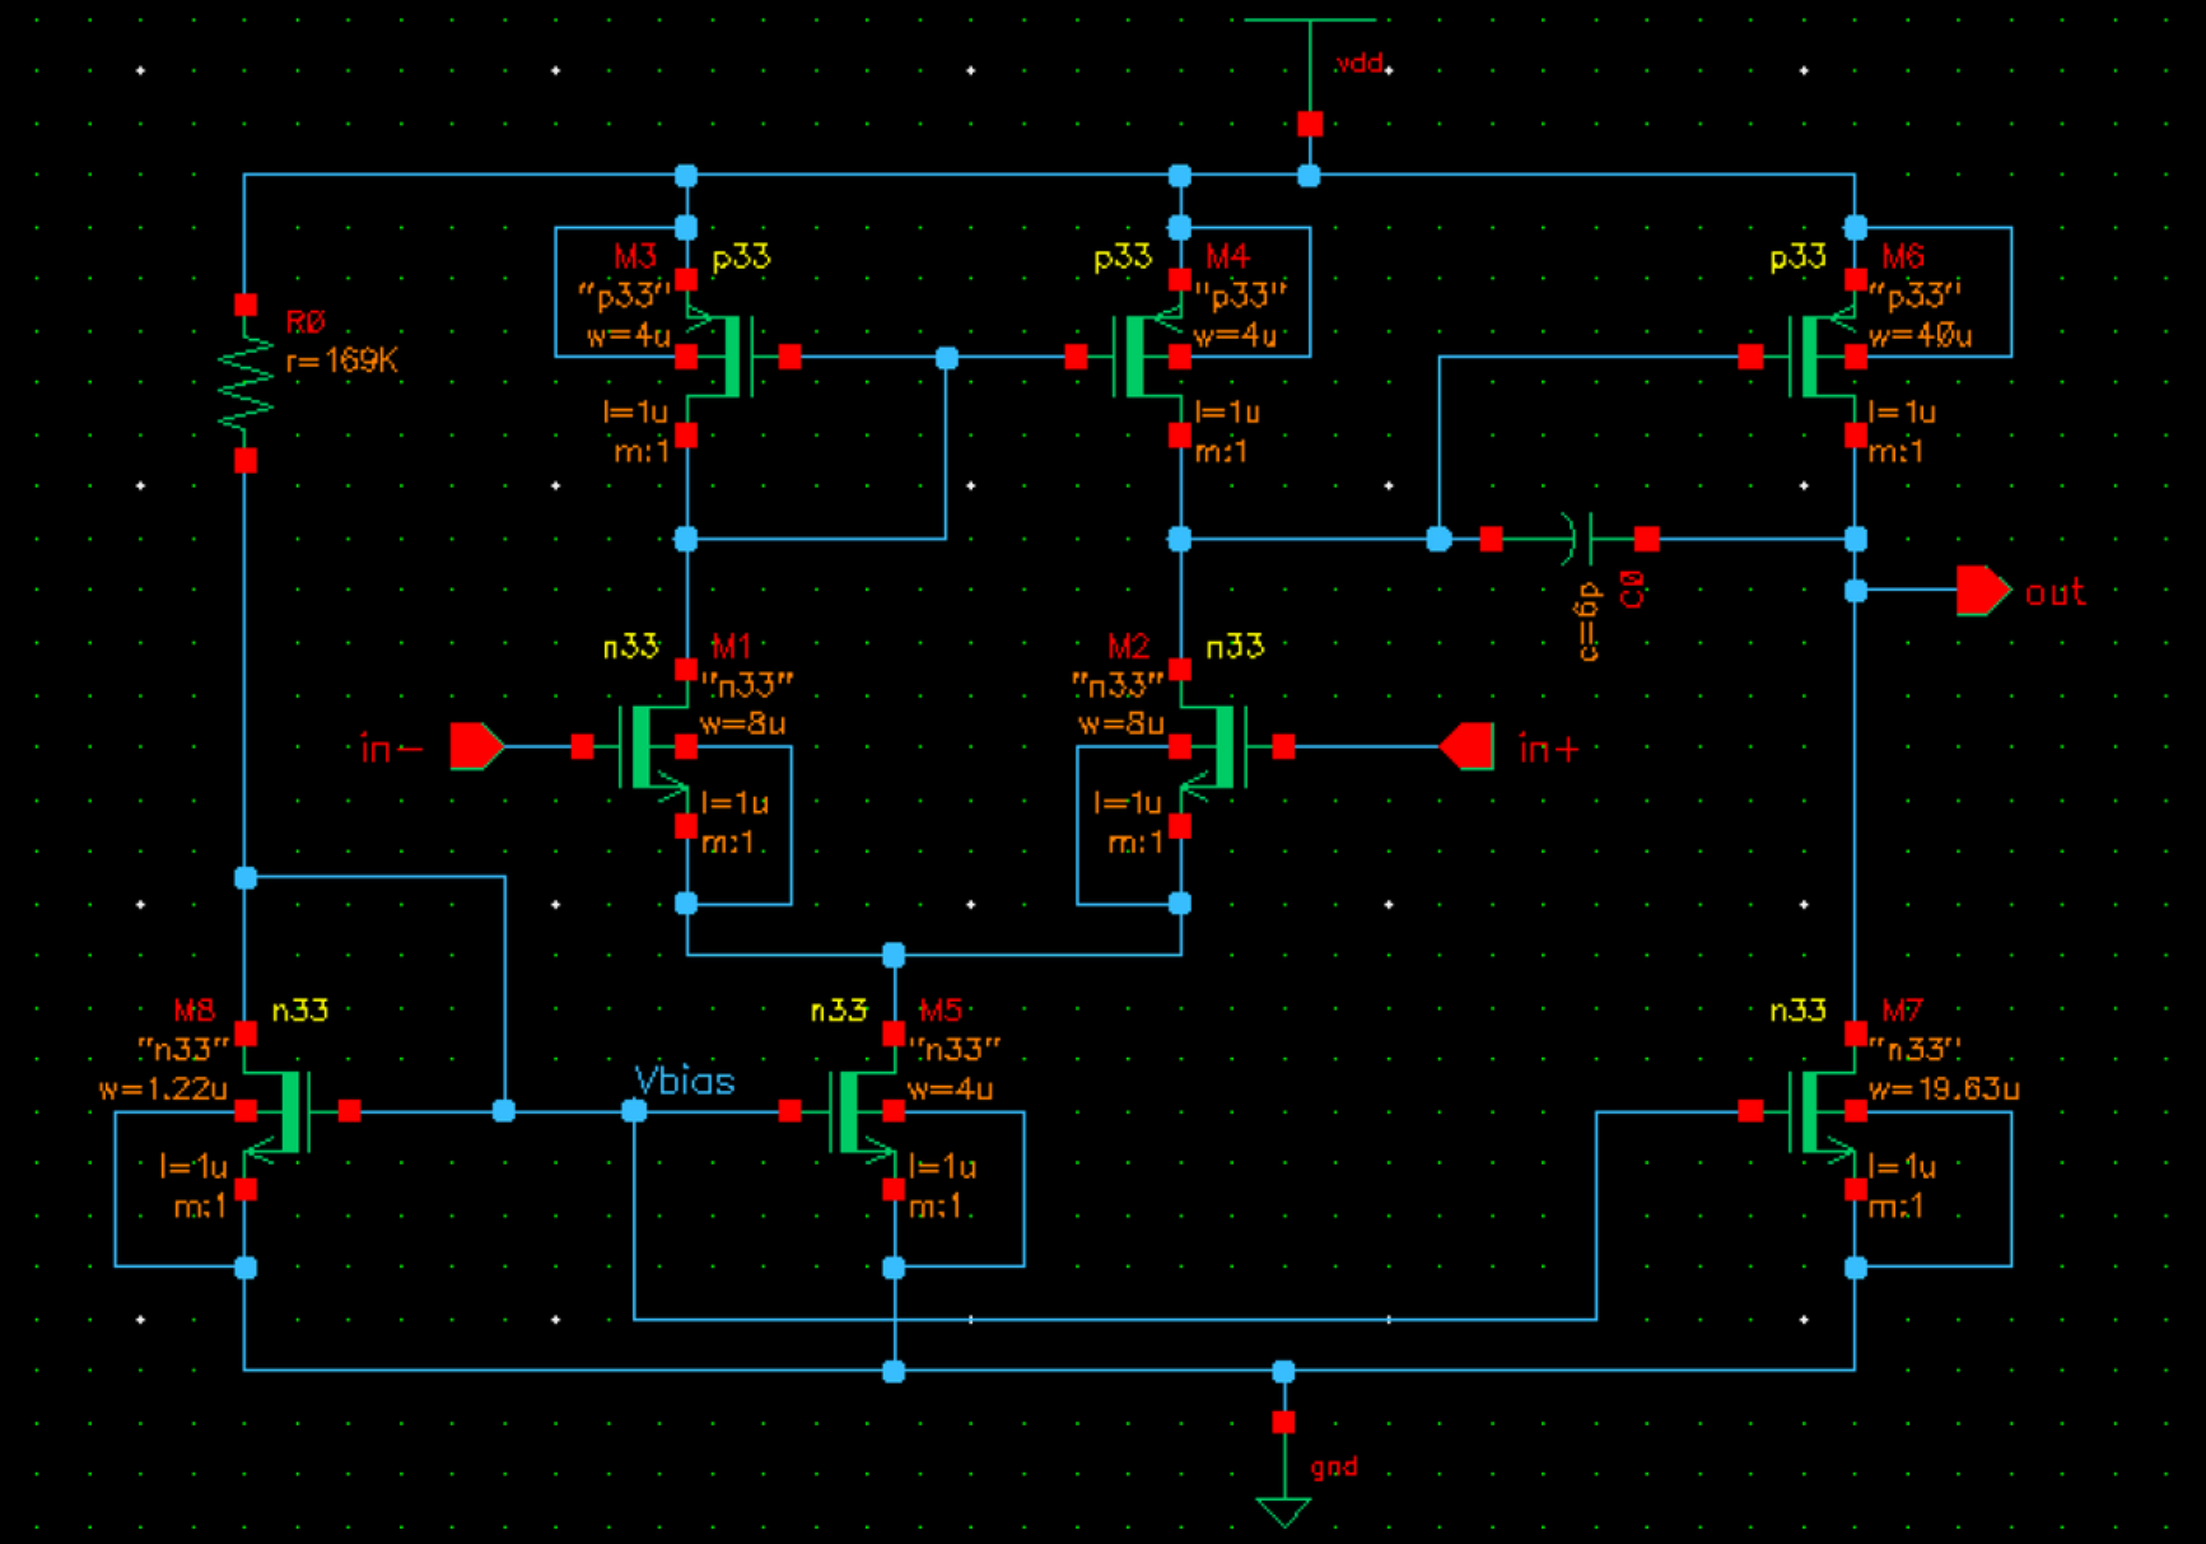 vdd
M3 p33
"p33"
w=4u
l=1u
m:1
p33 M4
"p33"
w=4u
l=1u
m:1
p33 M6
"p33"
w=40u
l=1u
m:1
R0
r=169K
c=6p
C0
out
n33 M1
"n33"
w=8u
l=1u
m:1
M2 n33
"n33"
w=8u
l=1u
m:1
in-
in+
M8 n33
"n33"
w=1.22u
l=1u
m:1
Vbias
n33 M5
"n33"
w=4u
l=1u
m:1
n33 M7
"n33"
w=19.63u
l=1u
m:1
gnd